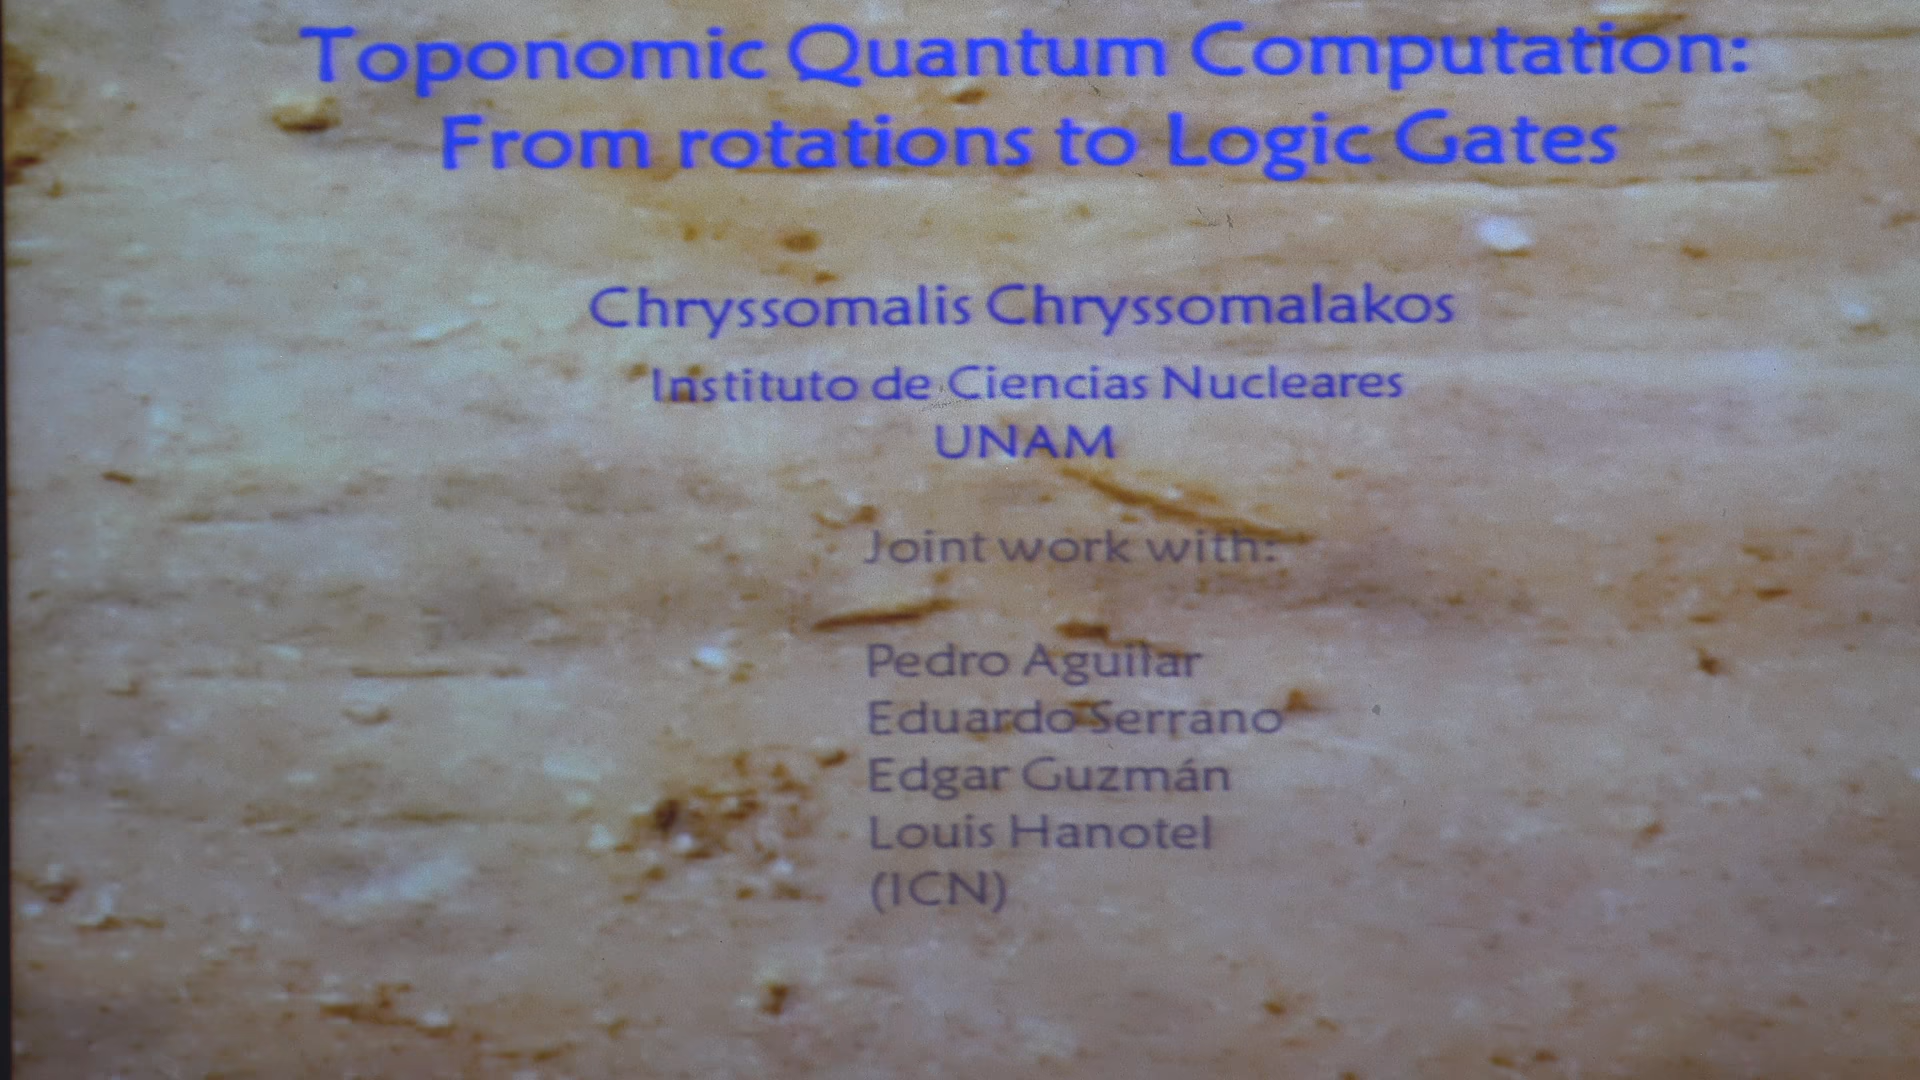 Toponomic Quantum Computation:
From rotations to Logic Gates
Chryssomalis Chryssomalakos
Instituto de Ciencias Nucleares
UNAM
Joint work with:
Pedro Aguilar
Eduardo Serrano
Edgar Guzmán
Louis Hanotel
(ICN)